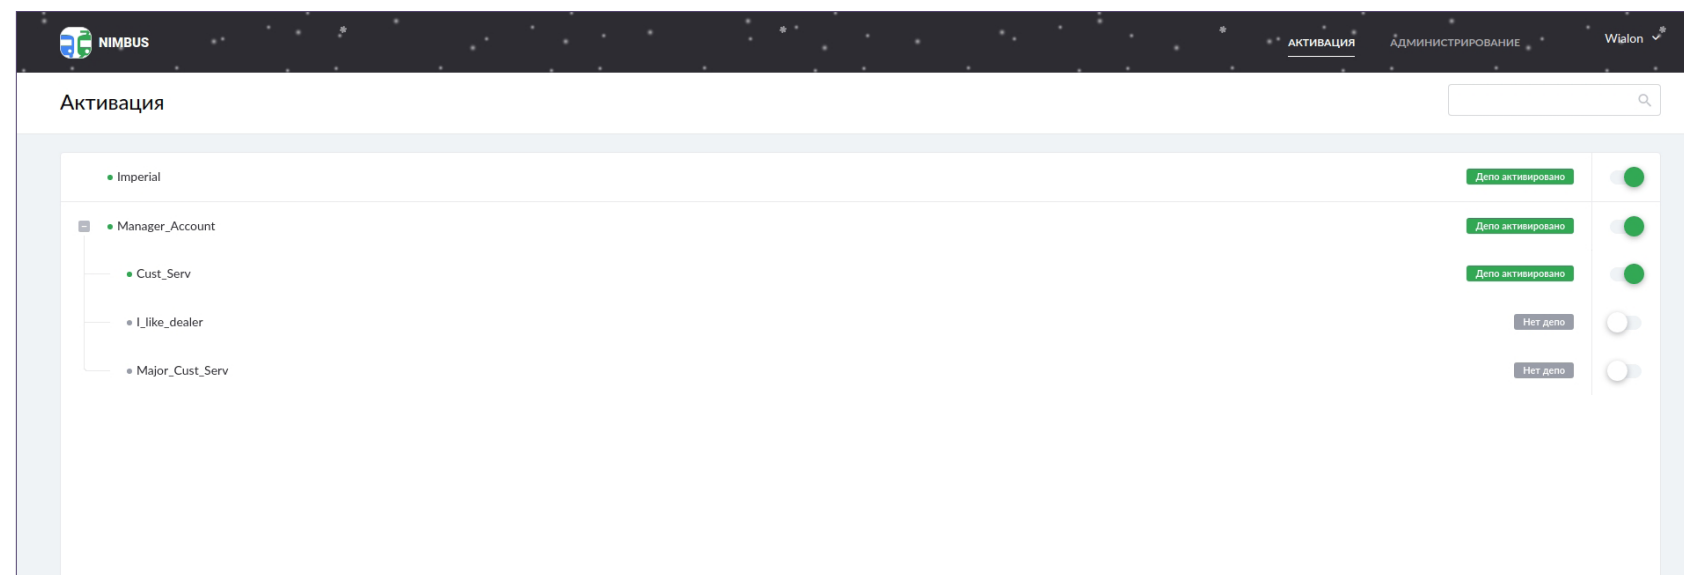 NIMBUS
АКТИВАЦИЯ
АДМИНИСТРИРОВАНИЕ
Wialon
Активация
Imperial
Депо активировано
Manager_Account
Депо активировано
Cust_Serv
Депо активировано
I_like_dealer
Нет депо
Major_Cust_Serv
Нет депо